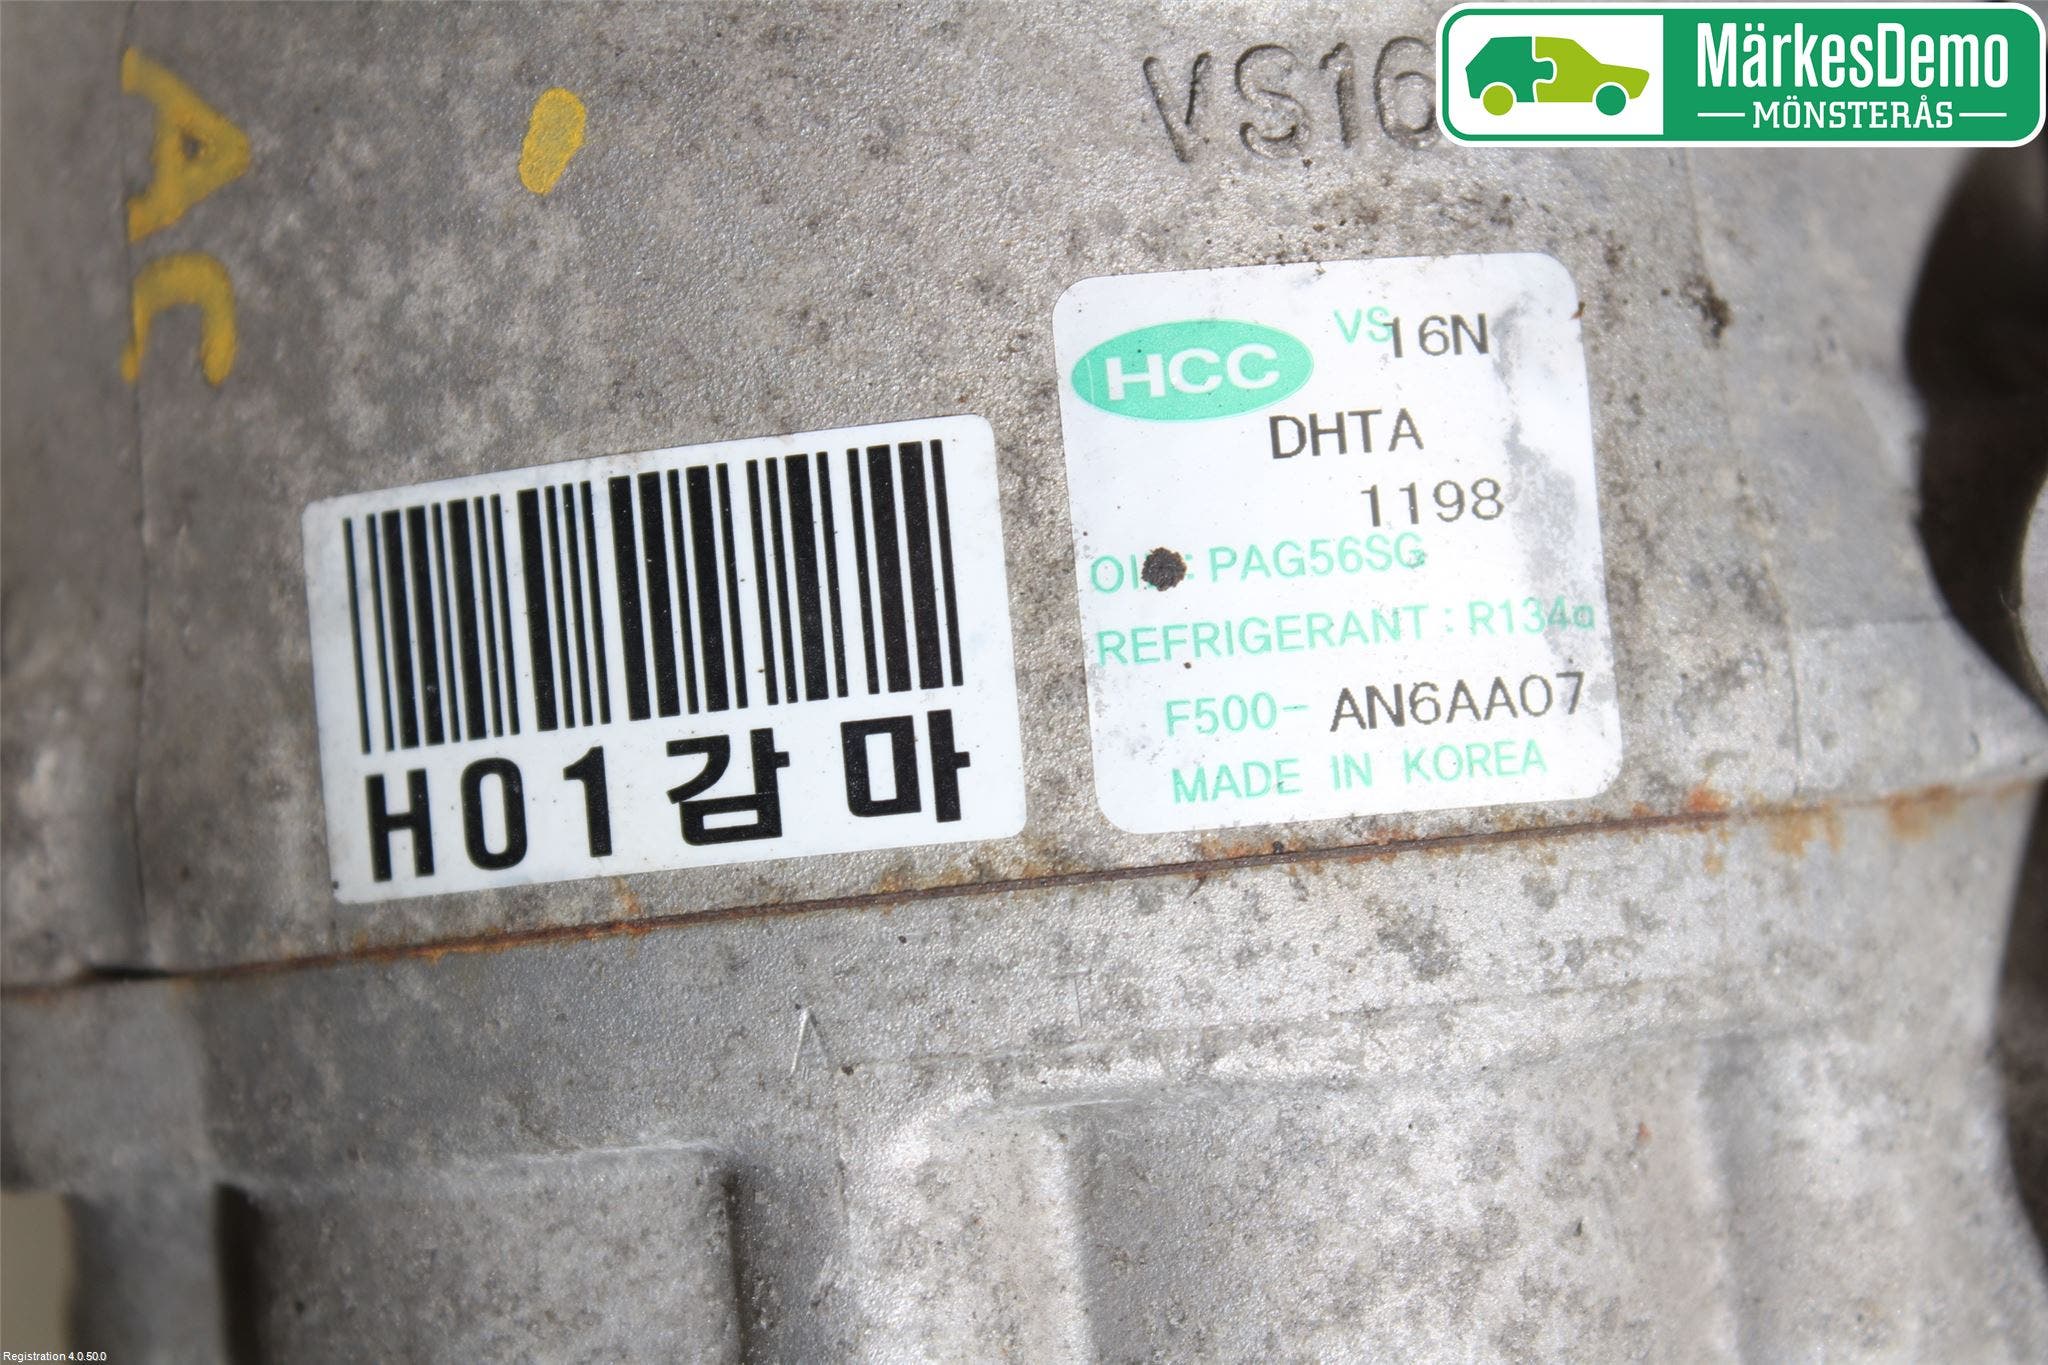 AC
VS16
MärkesDemo
MÖNSTERÅS
HCC VS 16N
DHTA
1198
PAG56SG
REFRIGERANT : R134a
F500- AN6AA07
MADE IN KOREA
H01감마
Registration 4.0.50.0